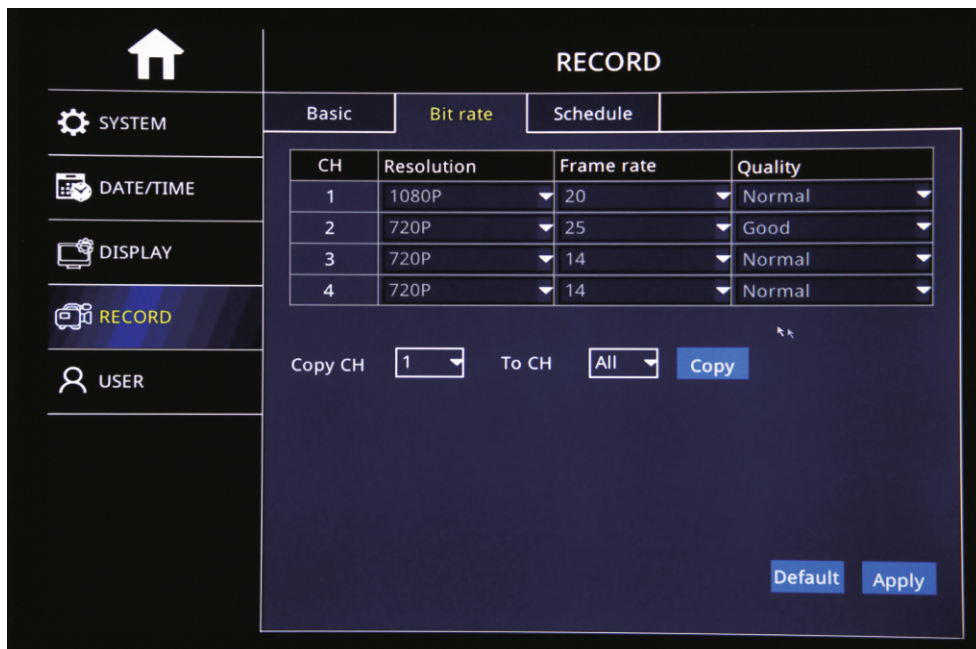 RECORD
SYSTEM
DATE/TIME
DISPLAY
RECORD
USER
Basic Bit rate Schedule
CH Resolution Frame rate Quality
1 1080P 20 Normal
2 720P 25 Good
3 720P 14 Normal
4 720P 14 Normal
Copy CH 1 To CH All Copy
Default Apply